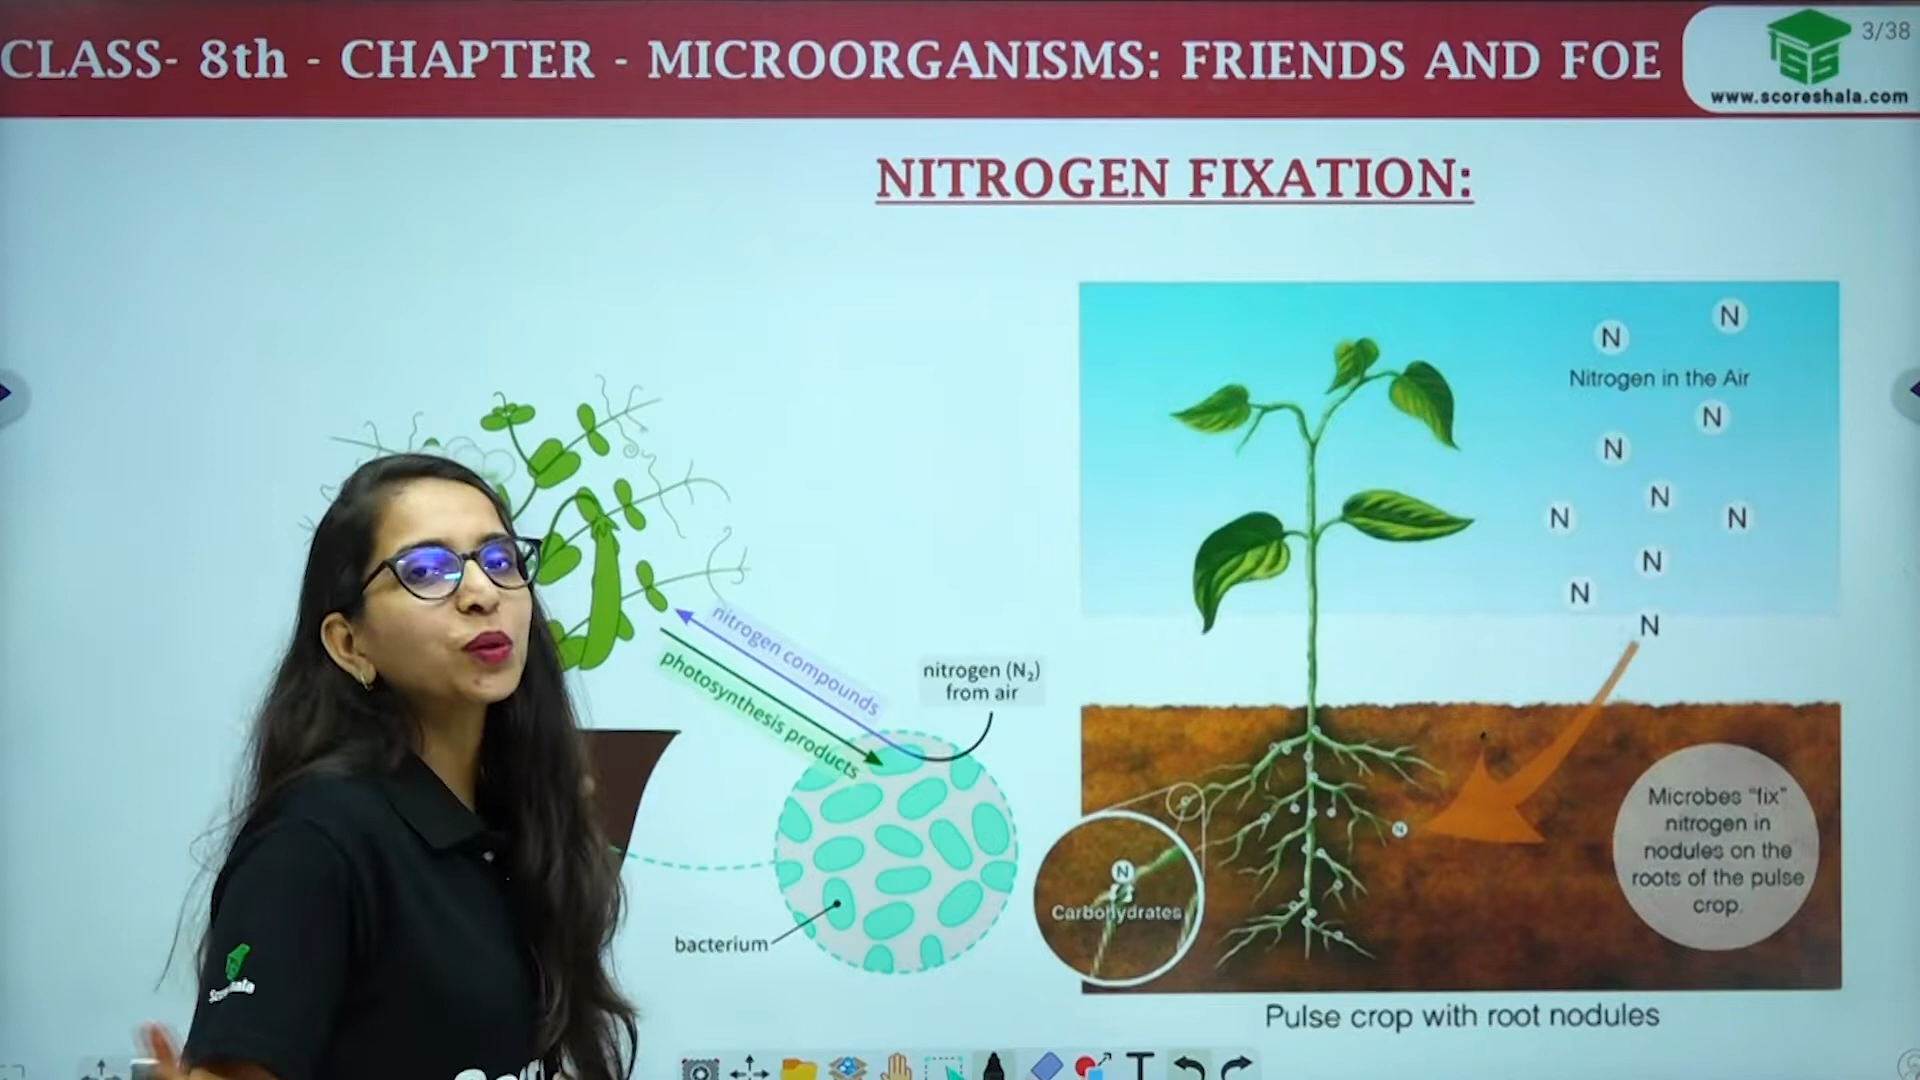 CLASS- 8th - CHAPTER - MICROORGANISMS: FRIENDS AND FOE
3/38
www.scoreshala.com
NITROGEN FIXATION:
N
N
Nitrogen in the Air
N
N
N
N
N
N
N
N
nitrogen compounds
photosynthesis products
nitrogen (N₂)
from air
bacterium
N
N
Carbohydrates
Microbes "fix"
nitrogen in
nodules on the
roots of the pulse
crop.
Pulse crop with root nodules
Scoreshala
T